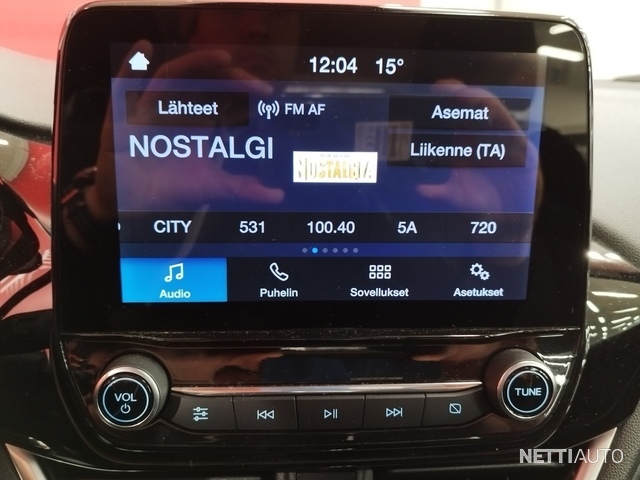 12:04 15°
Lähteet FM AF Asemat
NOSTALGI Liikenne (TA)
NOSTALGIA
CITY 531 100.40 5A 720
Audio Puhelin Sovellukset Asetukset
VOL TUNE
NETTIAUTO